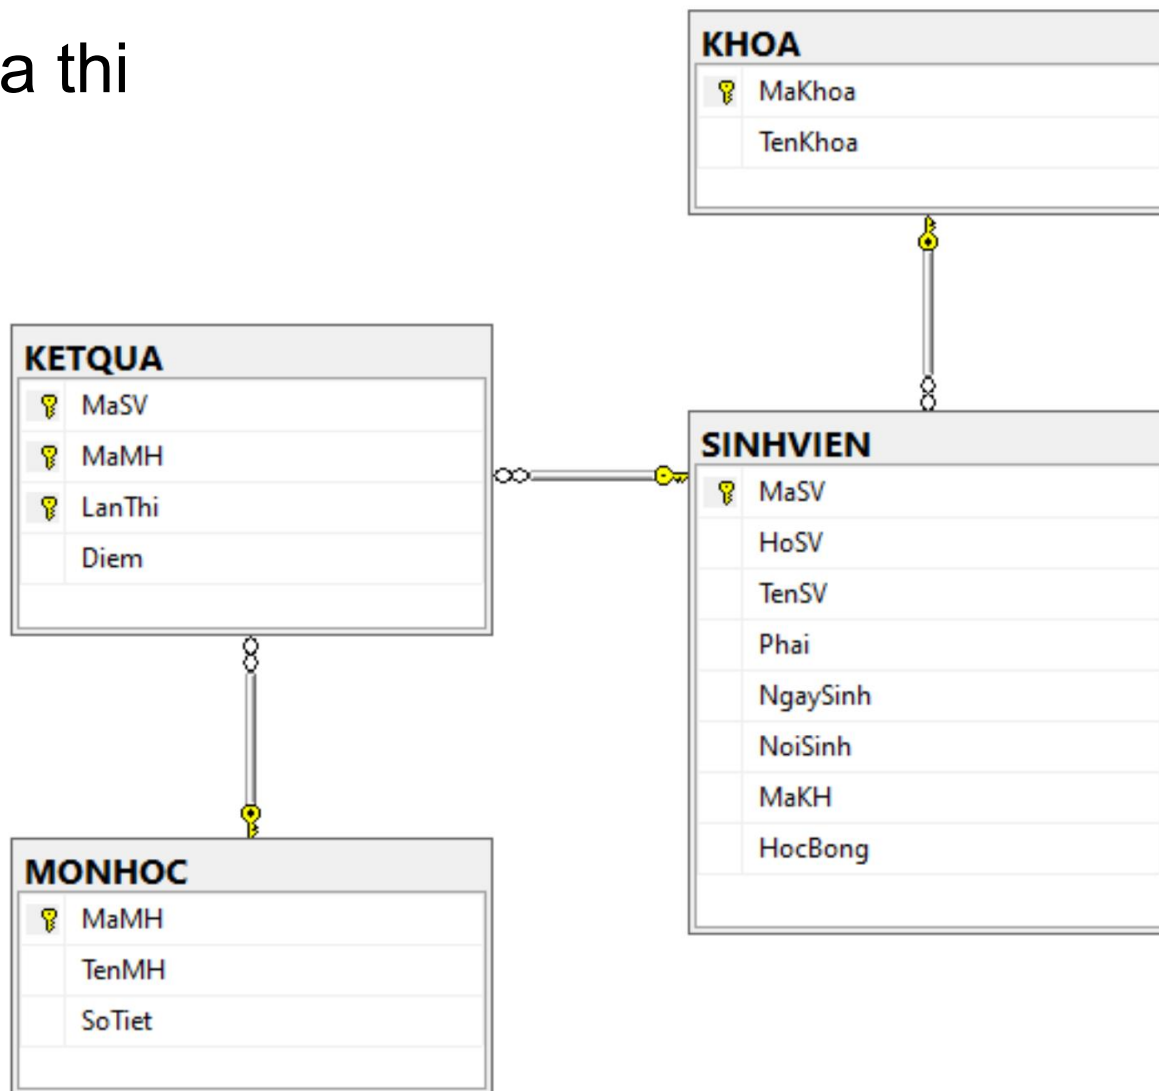 a thi
KHOA
MaKhoa
TenKhoa
KETQUA
MaSV
MaMH
LanThi
Diem
SINHVIEN
MaSV
HoSV
TenSV
Phai
NgaySinh
NoiSinh
MaKH
HocBong
MONHOC
MaMH
TenMH
SoTiet